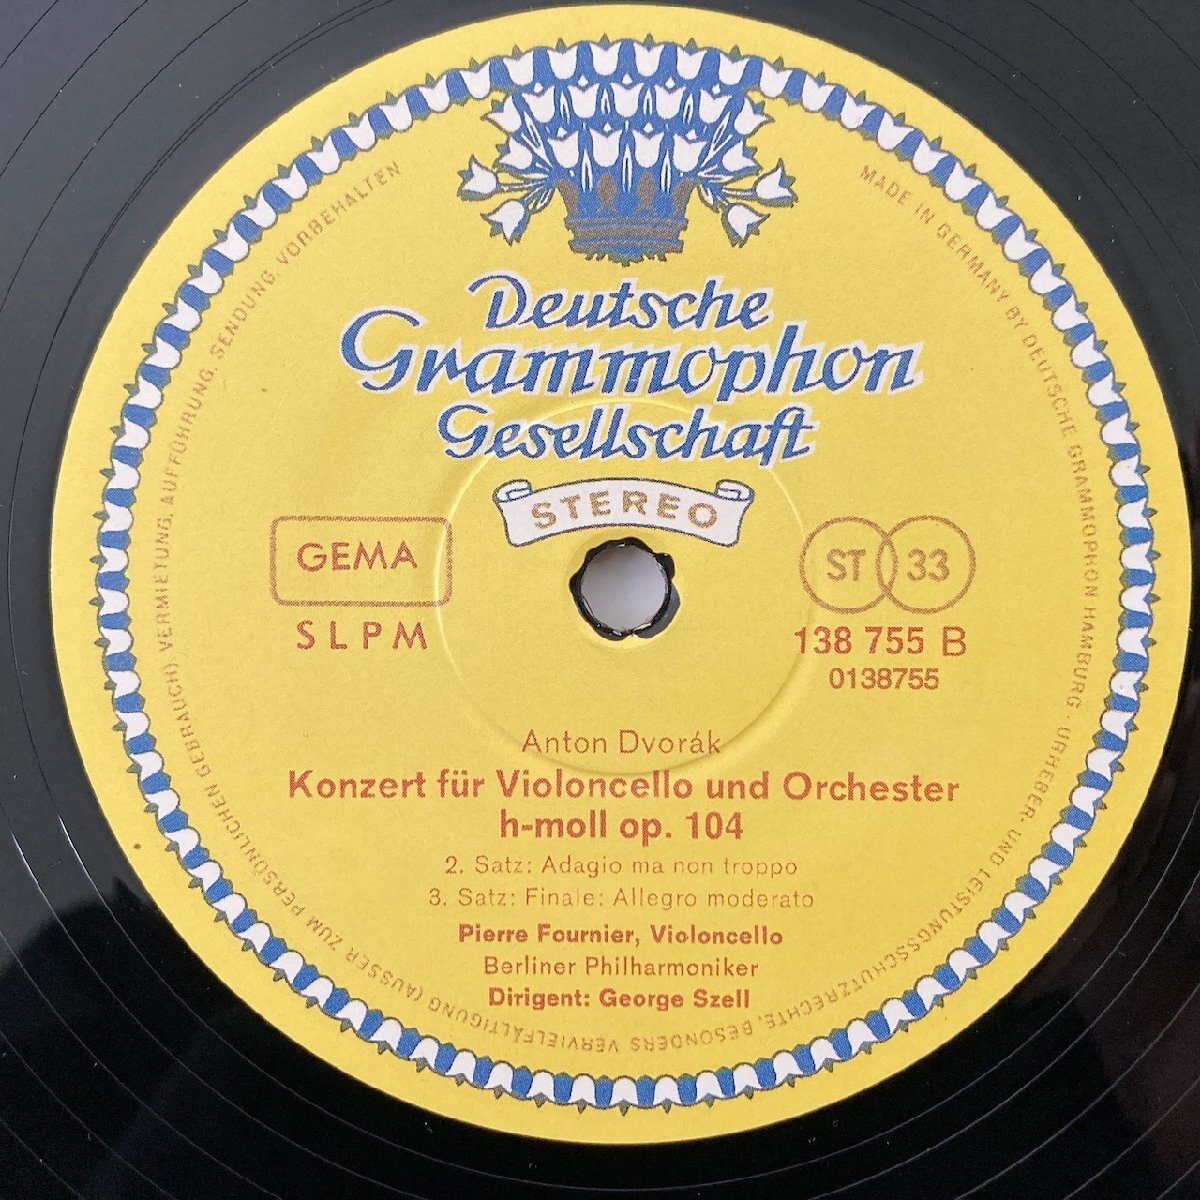 Deutsche
Grammophon
Gesellschaft
STEREO
GEMA
SLPM
ST 33
138 755 B
0138755
Anton Dvorák
Konzert für Violoncello und Orchester
h-moll op. 104
2. Satz: Adagio ma non troppo
3. Satz: Finale: Allegro moderato
Pierre Fournier, Violoncello
Berliner Philharmoniker
Dirigent: George Szell
MADE IN GERMANY BY DEUTSCHE GRAMMOPHON HAMBURG · URHEBER- UND LEISTUNGSSCHUTZRECHTE, BESONDERS VERVIELFÄLTIGUNG (AUSSER ZUM PERSÖNLICHEN GEBRAUCH), VERMIETUNG, AUFFÜHRUNG, SENDUNG, VORBEHALTEN